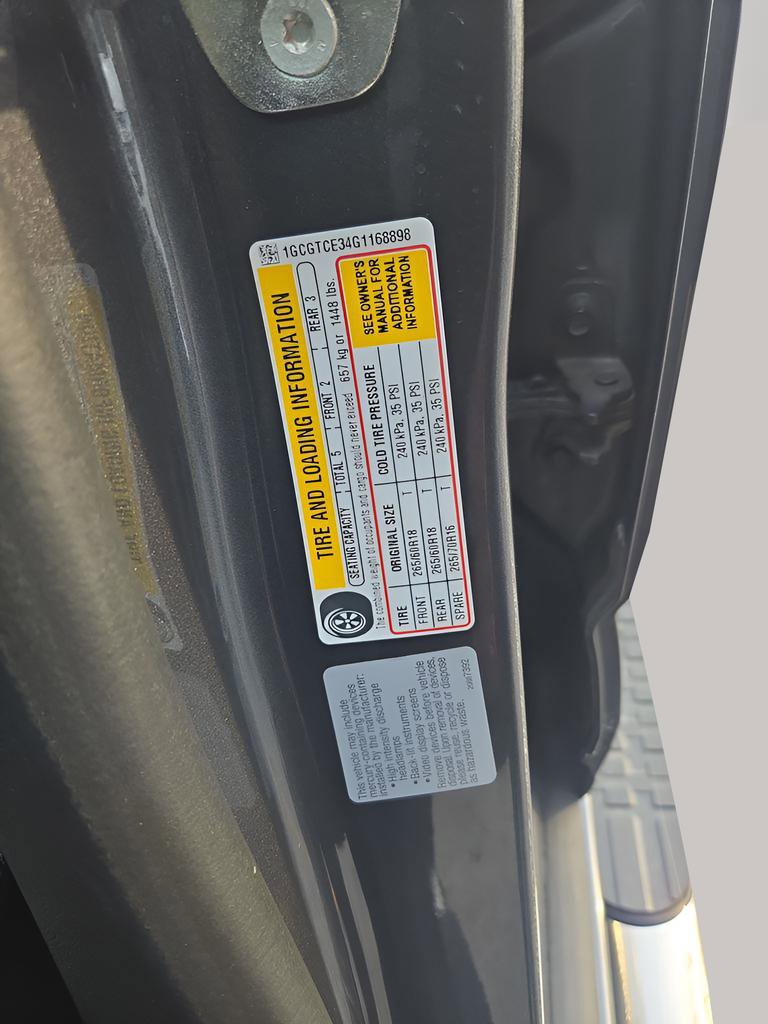 1GCGTCE34G1168898
TIRE AND LOADING INFORMATION
SEATING CAPACITY TOTAL 5 FRONT 2 REAR 3
The combined weight of occupants and cargo should never exceed 657 kg or 1448 lbs.
TIRE ORIGINAL SIZE COLD TIRE PRESSURE
FRONT 265/60R18 T 240 kPa, 35 PSI
REAR 265/60R18 T 240 kPa, 35 PSI
SPARE 265/70R16 T 240 kPa, 35 PSI
SEE OWNER'S
MANUAL FOR
ADDITIONAL
INFORMATION
This vehicle may include
mercury-containing devices
installed by the manufacturer:
• High intensity discharge
headlamps
• Back-lit instruments
• Video display screens
Remove devices before vehicle
disposal. Upon removal of devices,
please reuse, recycle or dispose
as hazardous waste.